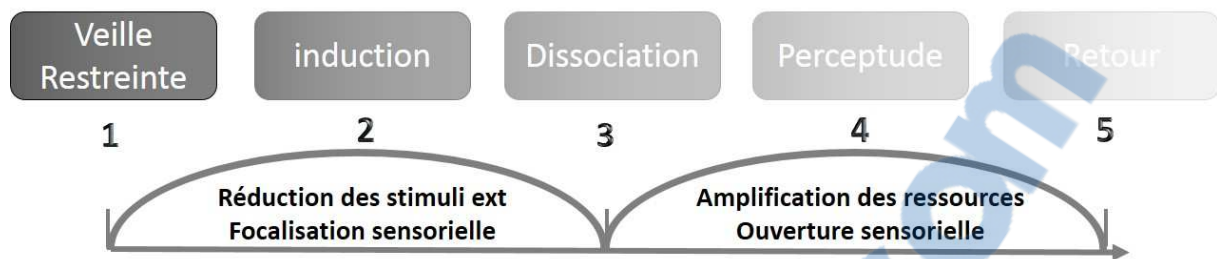 Veille
Restreinte
induction
Dissociation
Perceptude
Retour
1
2
3
4
5
Réduction des stimuli ext
Focalisation sensorielle
Amplification des ressources
Ouverture sensorielle
om